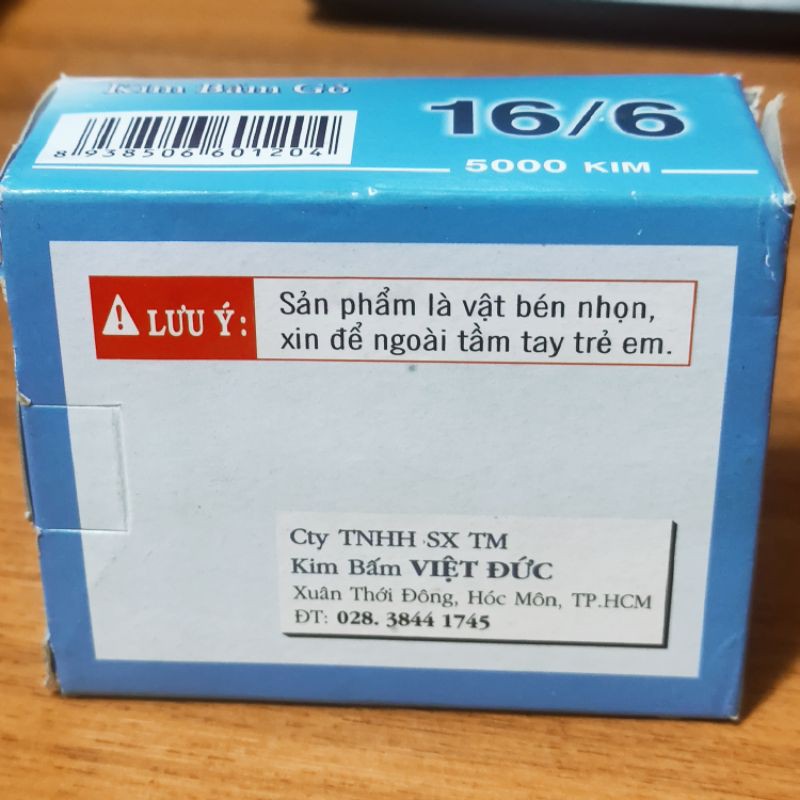 Kim Bấm Gỗ
16/6
8 938506 601204
5000 KIM
LƯU Ý:
Sản phẩm là vật bén nhọn,
xin để ngoài tầm tay trẻ em.
Cty TNHH SX TM
Kim Bấm VIỆT ĐỨC
Xuân Thới Đông, Hóc Môn, TP.HCM
ĐT: 028. 3844 1745